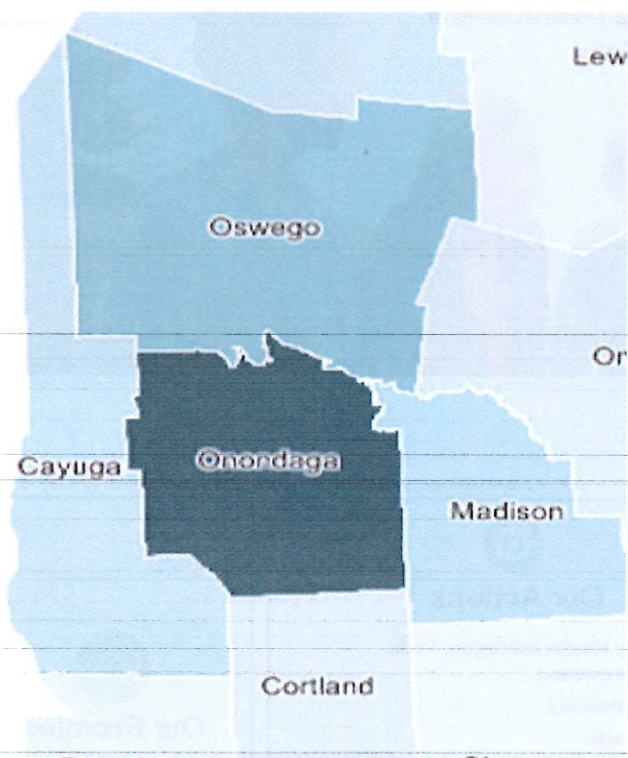 Lew
Oswego
Or
Onondaga
Cayuga
Madison
Our Actions
Cortland
Our Promise